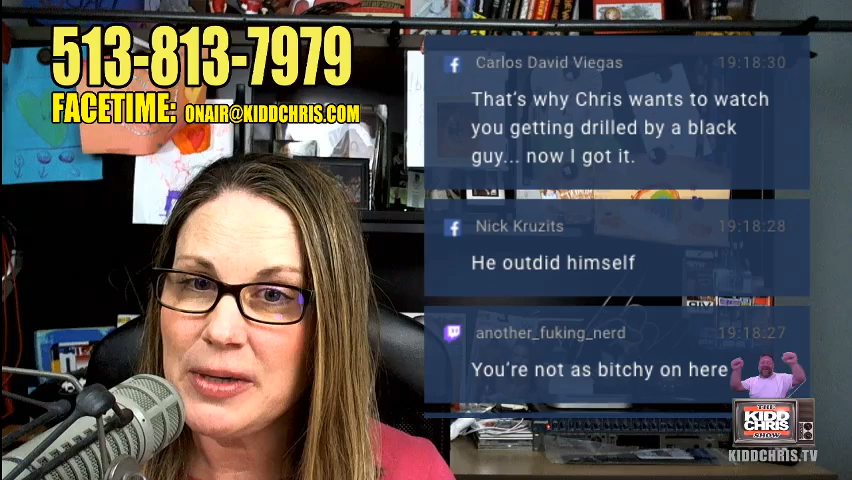 513-813-7979
FACETIME: ONAIR@KIDDCHRIS.COM
Carlos David Viegas 19:18:30
That's why Chris wants to watch
you getting drilled by a black
guy... now I got it.
Nick Kruzits 19:18:28
He outdid himself
another_fuking_nerd 19:18:27
You're not as bitchy on here
THE
KIDD
CHRIS
SHOW
KIDDCHRIS.TV